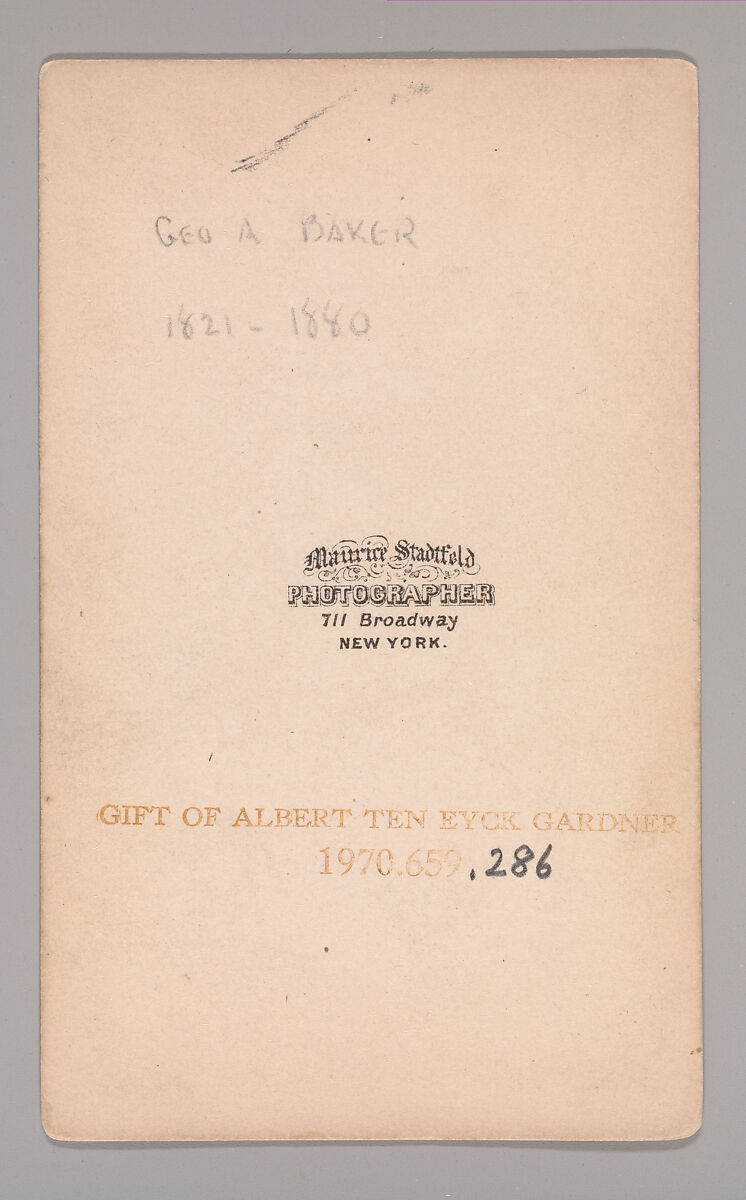 GEO A BAKER
1821 - 1880
Maurice Stadtfeld
PHOTOGRAPHER
711 Broadway
NEW YORK.
GIFT OF ALBERT TEN EYCK GARDNER
1970.659.286